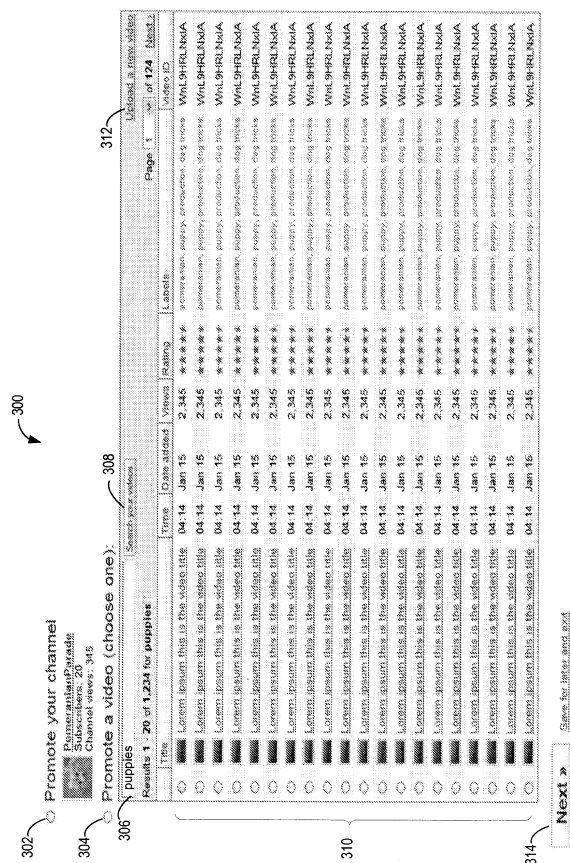 300
302
Promote your channel
PomeranianParade
Subscribers: 20
Channel views: 345
304
Promote a video (choose one):
306
puppies
Search your videos
308
312
Upload a new video
Results 1 - 20 of 1,234 for puppies
Page 1 of 124 Next ›
Title Time Date added Views Rating Labels Video ID
Lorem ipsum this is the video title 04:14 Jan 15 2,345 ★★★★★ pomeranian, puppy, production, dog tricks WnL9HRLNxlA
Lorem ipsum this is the video title 04:14 Jan 15 2,345 ★★★★★ pomeranian, puppy, production, dog tricks WnL9HRLNxlA
Lorem ipsum this is the video title 04:14 Jan 15 2,345 ★★★★★ pomeranian, puppy, production, dog tricks WnL9HRLNxlA
Lorem ipsum this is the video title 04:14 Jan 15 2,345 ★★★★★ pomeranian, puppy, production, dog tricks WnL9HRLNxlA
Lorem ipsum this is the video title 04:14 Jan 15 2,345 ★★★★★ pomeranian, puppy, production, dog tricks WnL9HRLNxlA
Lorem ipsum this is the video title 04:14 Jan 15 2,345 ★★★★★ pomeranian, puppy, production, dog tricks WnL9HRLNxlA
Lorem ipsum this is the video title 04:14 Jan 15 2,345 ★★★★★ pomeranian, puppy, production, dog tricks WnL9HRLNxlA
Lorem ipsum this is the video title 04:14 Jan 15 2,345 ★★★★★ pomeranian, puppy, production, dog tricks WnL9HRLNxlA
Lorem ipsum this is the video title 04:14 Jan 15 2,345 ★★★★★ pomeranian, puppy, production, dog tricks WnL9HRLNxlA
Lorem ipsum this is the video title 04:14 Jan 15 2,345 ★★★★★ pomeranian, puppy, production, dog tricks WnL9HRLNxlA
310
Lorem ipsum this is the video title 04:14 Jan 15 2,345 ★★★★★ pomeranian, puppy, production, dog tricks WnL9HRLNxlA
Lorem ipsum this is the video title 04:14 Jan 15 2,345 ★★★★★ pomeranian, puppy, production, dog tricks WnL9HRLNxlA
Lorem ipsum this is the video title 04:14 Jan 15 2,345 ★★★★★ pomeranian, puppy, production, dog tricks WnL9HRLNxlA
Lorem ipsum this is the video title 04:14 Jan 15 2,345 ★★★★★ pomeranian, puppy, production, dog tricks WnL9HRLNxlA
Lorem ipsum this is the video title 04:14 Jan 15 2,345 ★★★★★ pomeranian, puppy, production, dog tricks WnL9HRLNxlA
Lorem ipsum this is the video title 04:14 Jan 15 2,345 ★★★★★ pomeranian, puppy, production, dog tricks WnL9HRLNxlA
Lorem ipsum this is the video title 04:14 Jan 15 2,345 ★★★★★ pomeranian, puppy, production, dog tricks WnL9HRLNxlA
Lorem ipsum this is the video title 04:14 Jan 15 2,345 ★★★★★ pomeranian, puppy, production, dog tricks WnL9HRLNxlA
Lorem ipsum this is the video title 04:14 Jan 15 2,345 ★★★★★ pomeranian, puppy, production, dog tricks WnL9HRLNxlA
Lorem ipsum this is the video title 04:14 Jan 15 2,345 ★★★★★ pomeranian, puppy, production, dog tricks WnL9HRLNxlA
314
Next » Save for later and exit